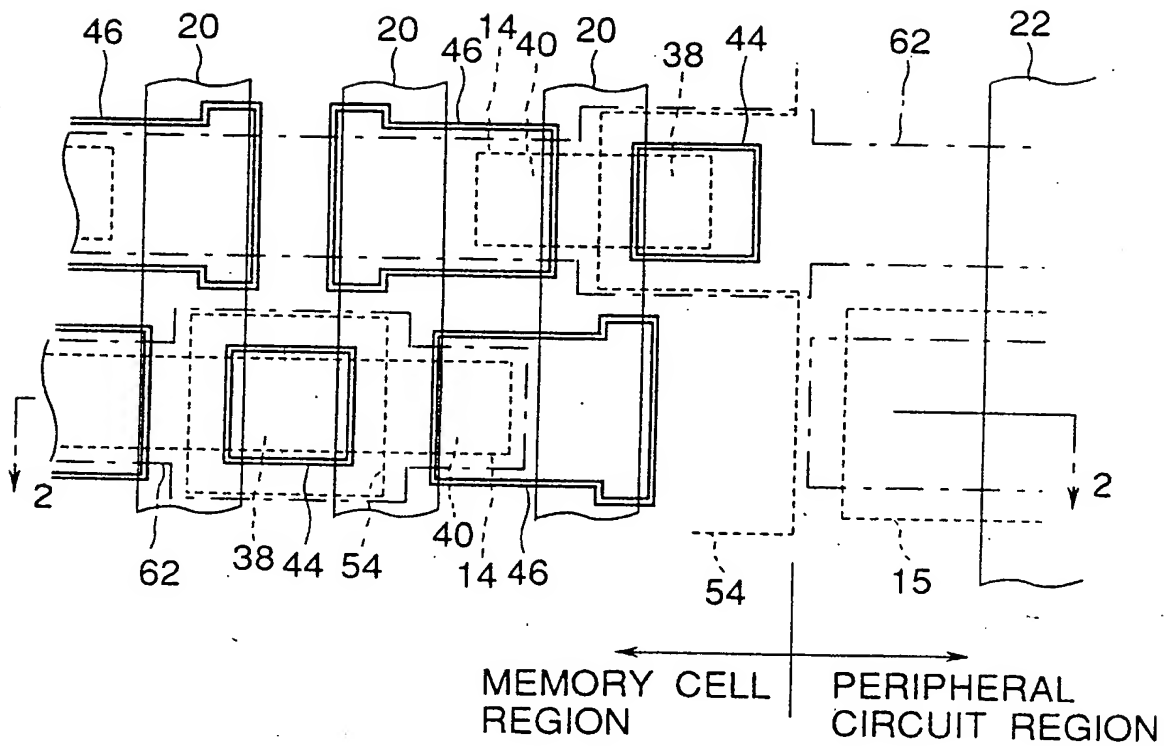 46 20 20 46 14 40 20 38 44 62 22
2 62 38 44 54 40 14 46 54 15 2
MEMORY CELL REGION
PERIPHERAL CIRCUIT REGION